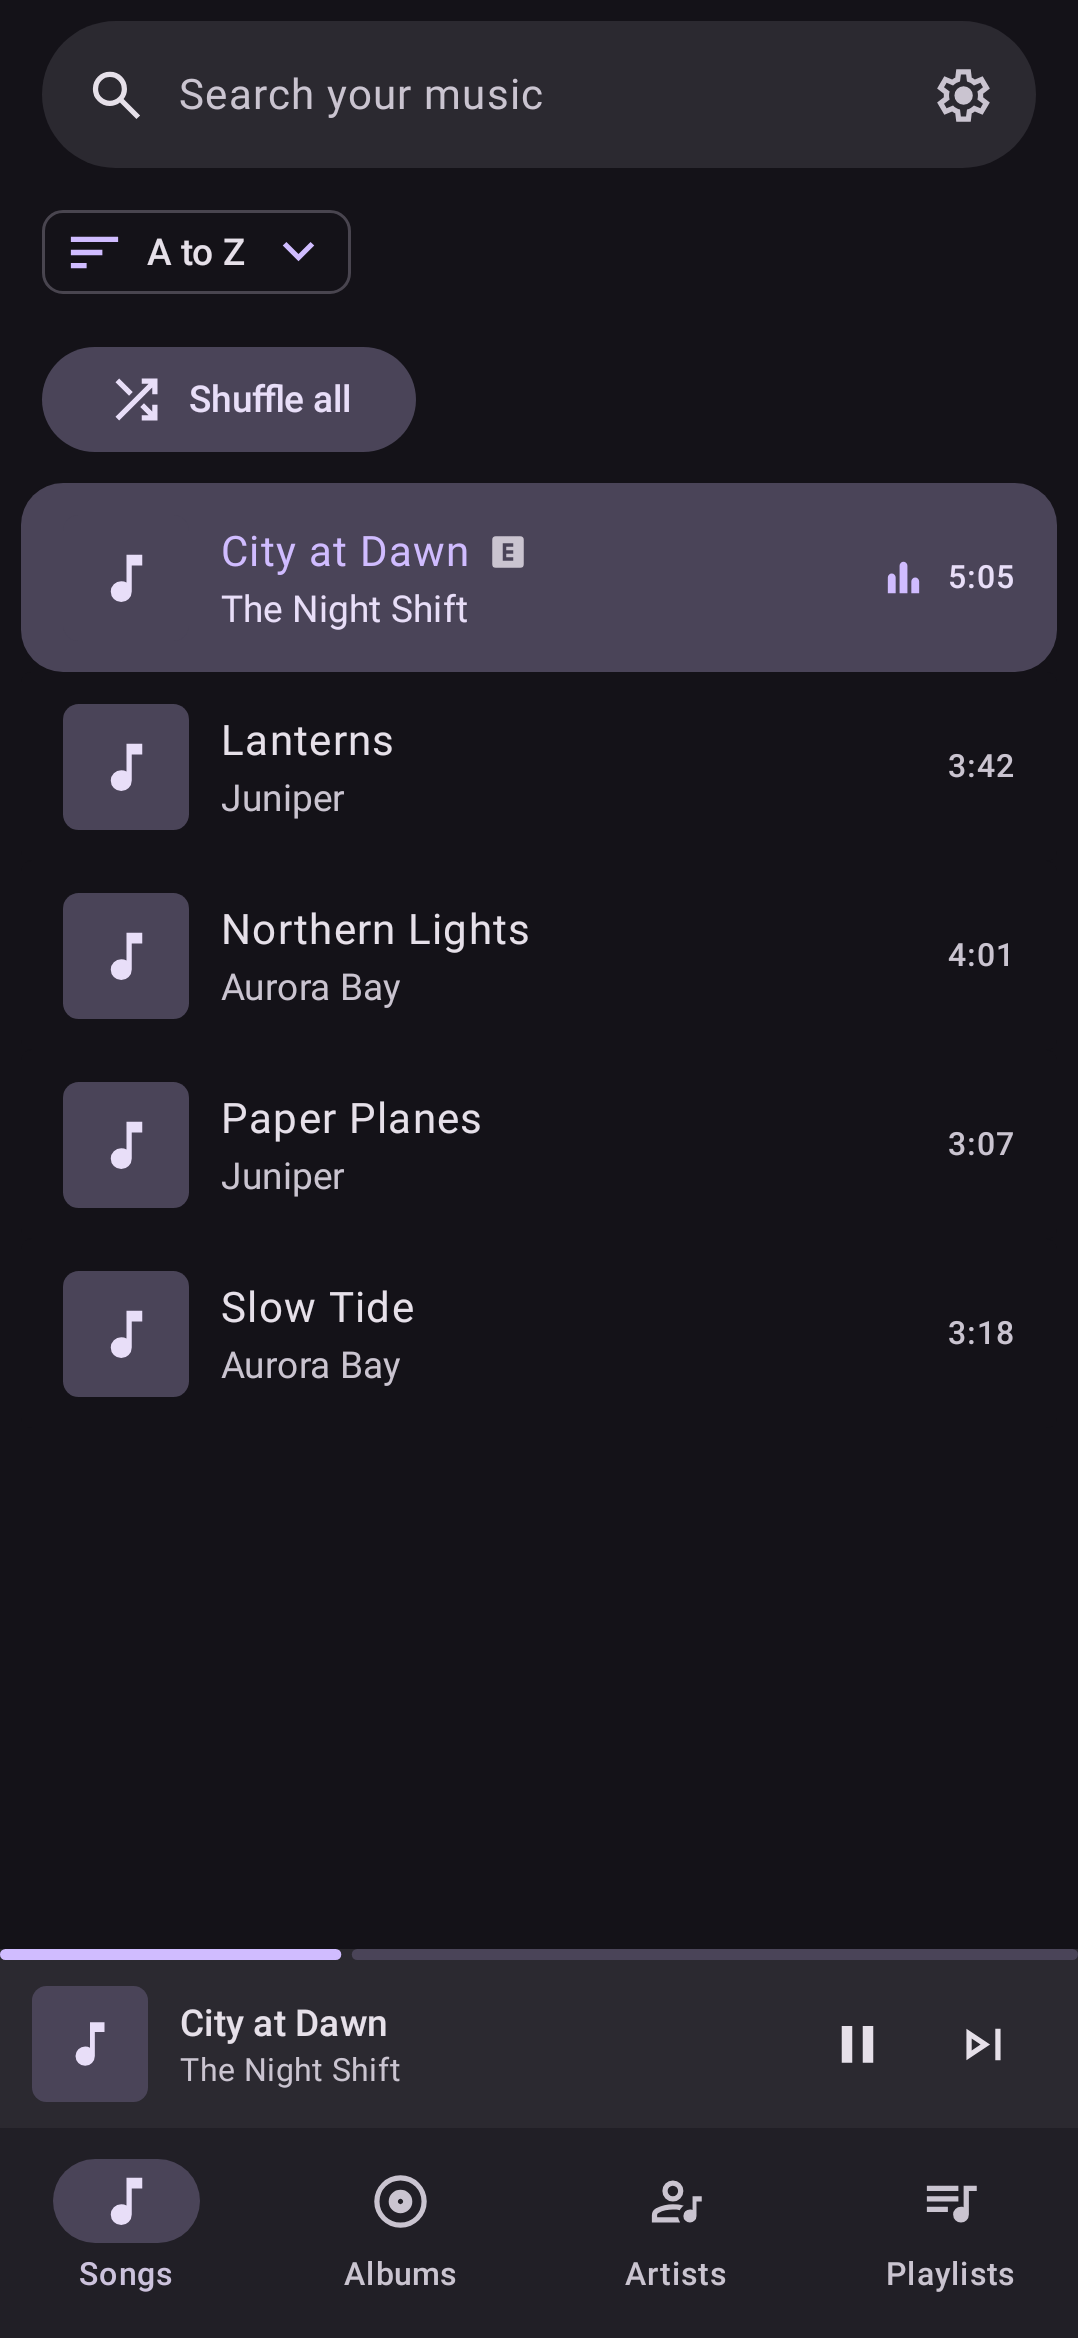 Search your music
A to Z
Shuffle all
City at Dawn E
The Night Shift
5:05
Lanterns
Juniper
3:42
Northern Lights
Aurora Bay
4:01
Paper Planes
Juniper
3:07
Slow Tide
Aurora Bay
3:18
City at Dawn
The Night Shift
Songs
Albums
Artists
Playlists